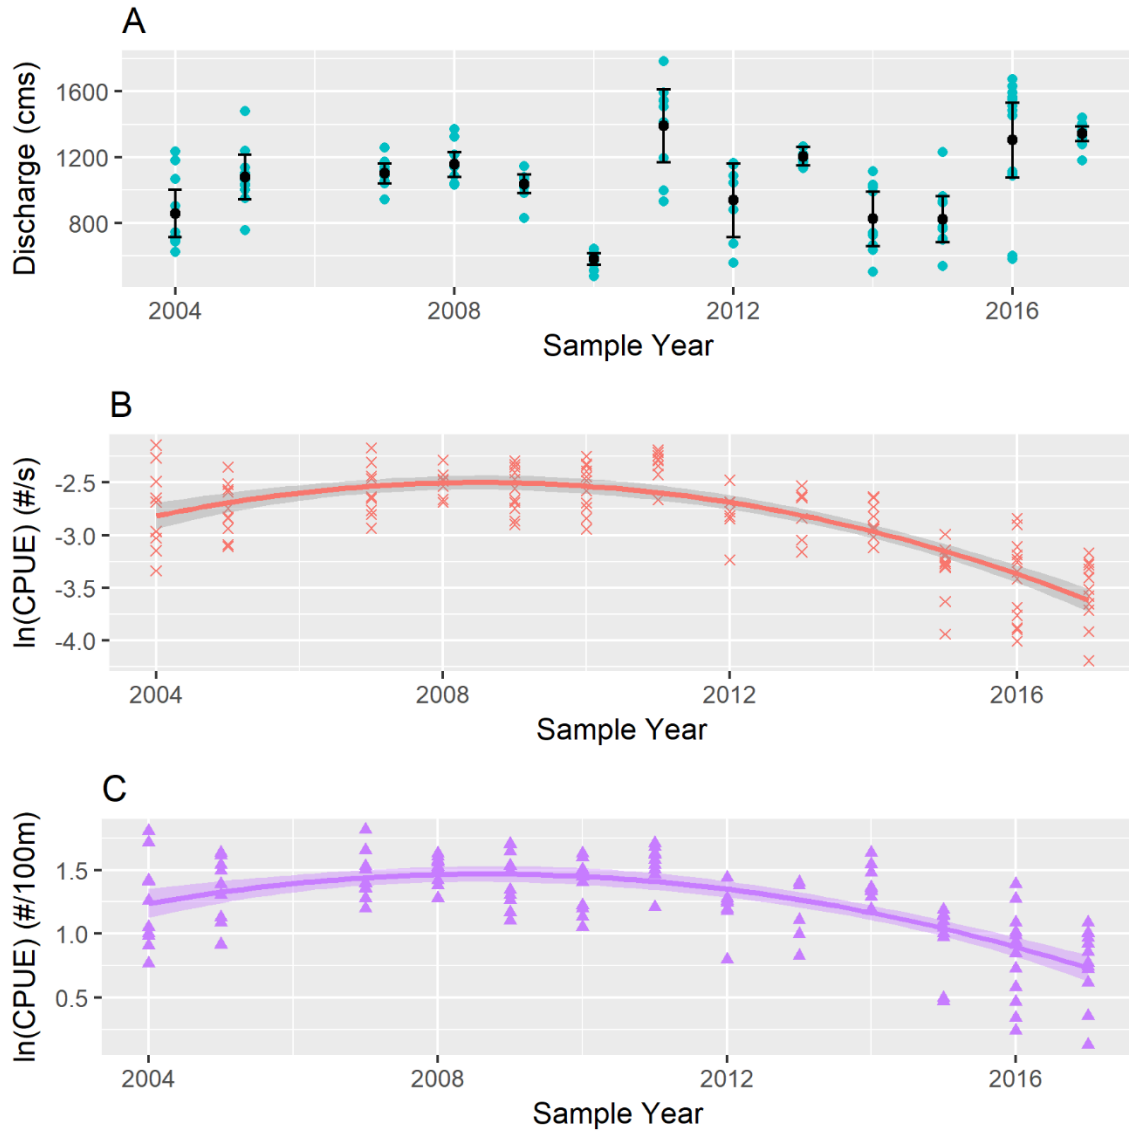 A
Discharge (cms)
1600
1200
800
2004 2008 2012 2016
Sample Year
B
ln(CPUE) (#/s)
-2.5
-3.0
-3.5
-4.0
2004 2008 2012 2016
Sample Year
C
ln(CPUE) (#/100m)
1.5
1.0
0.5
2004 2008 2012 2016
Sample Year